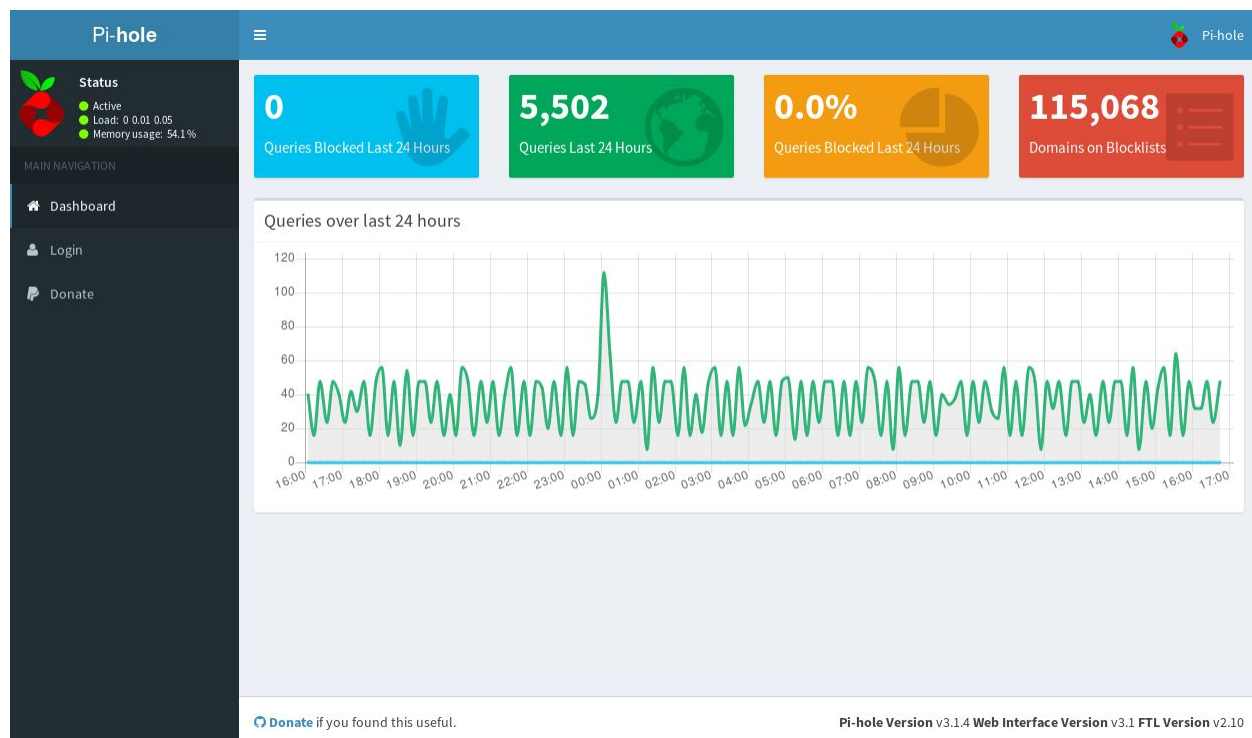 Pi-hole
Pi-hole
Status
Active
Load: 0 0.01 0.05
Memory usage: 54.1%
MAIN NAVIGATION
Dashboard
Login
Donate
0
Queries Blocked Last 24 Hours
5,502
Queries Last 24 Hours
0.0%
Queries Blocked Last 24 Hours
115,068
Domains on Blocklists
Queries over last 24 hours
120
100
80
60
40
20
0
16:00 17:00 18:00 19:00 20:00 21:00 22:00 23:00 00:00 01:00 02:00 03:00 04:00 05:00 06:00 07:00 08:00 09:00 10:00 11:00 12:00 13:00 14:00 15:00 16:00 17:00
Donate if you found this useful.
Pi-hole Version v3.1.4 Web Interface Version v3.1 FTL Version v2.10